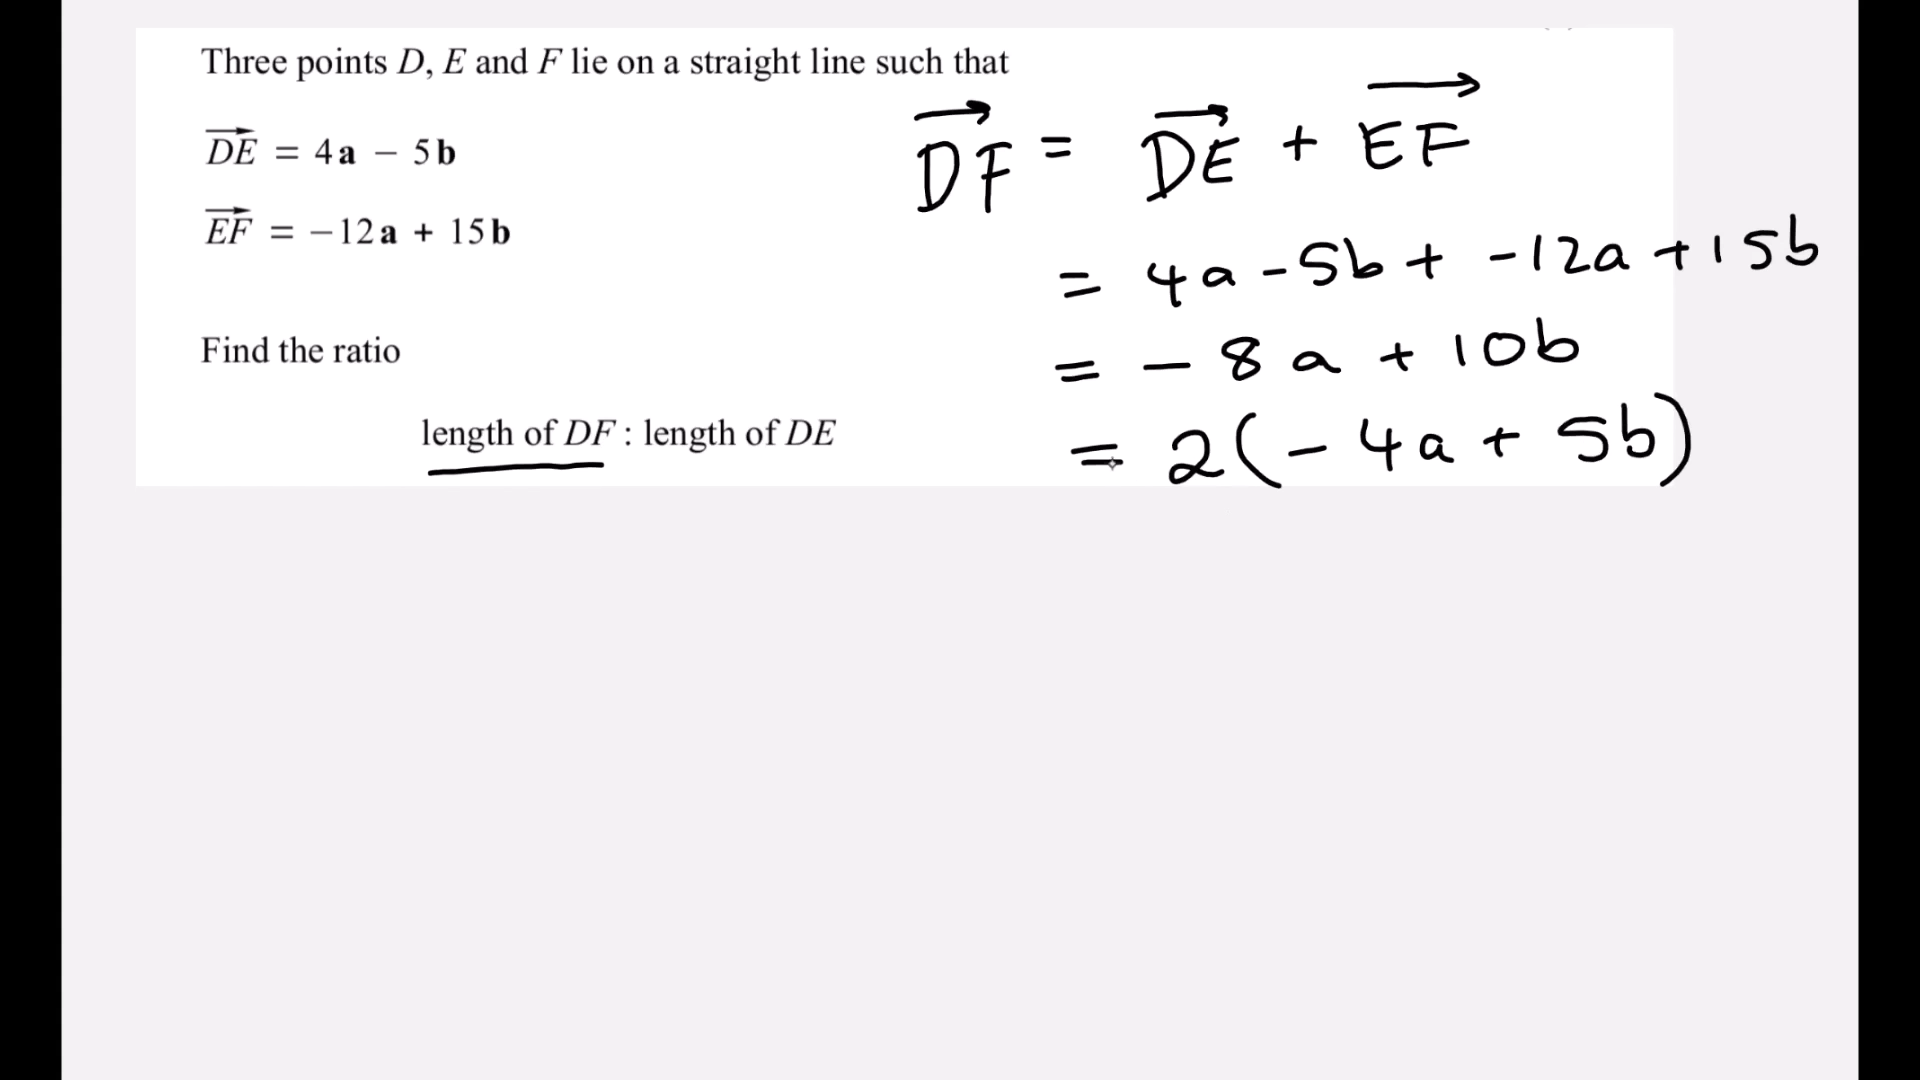 Three points D, E and F lie on a straight line such that
DE = 4a − 5b
EF = −12a + 15b
Find the ratio
length of DF : length of DE
DF = DE + EF
= 4a - 5b + -12a + 15b
= - 8a + 10b
= 2(- 4a + 5b)